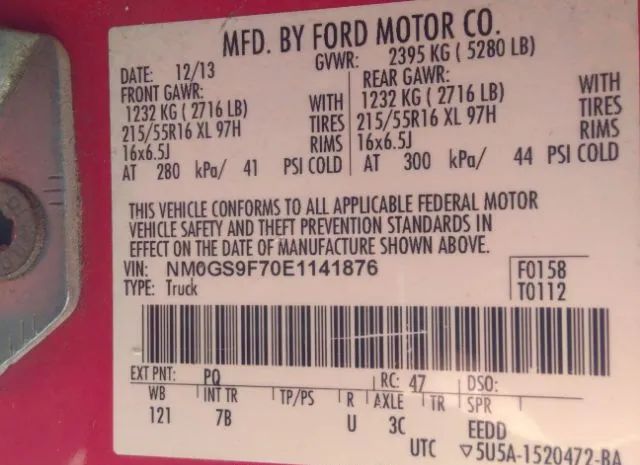 MFD. BY FORD MOTOR CO.
DATE: 12/13 GVWR: 2395 KG ( 5280 LB)
FRONT GAWR: REAR GAWR:
1232 KG ( 2716 LB) WITH 1232 KG ( 2716 LB) WITH
215/55R16 XL 97H TIRES 215/55R16 XL 97H TIRES
16x6.5J RIMS 16x6.5J RIMS
AT 280 kPa/ 41 PSI COLD AT 300 kPa/ 44 PSI COLD
THIS VEHICLE CONFORMS TO ALL APPLICABLE FEDERAL MOTOR
VEHICLE SAFETY AND THEFT PREVENTION STANDARDS IN
EFFECT ON THE DATE OF MANUFACTURE SHOWN ABOVE.
VIN: NM0GS9F70E1141876 F0158
TYPE: Truck T0112
EXT PNT: PQ RC: 47 DSO:
WB INT TR TP/PS R AXLE TR SPR
121 7B U 3C EEDD
UTC ▽5U5A-1520472-BA